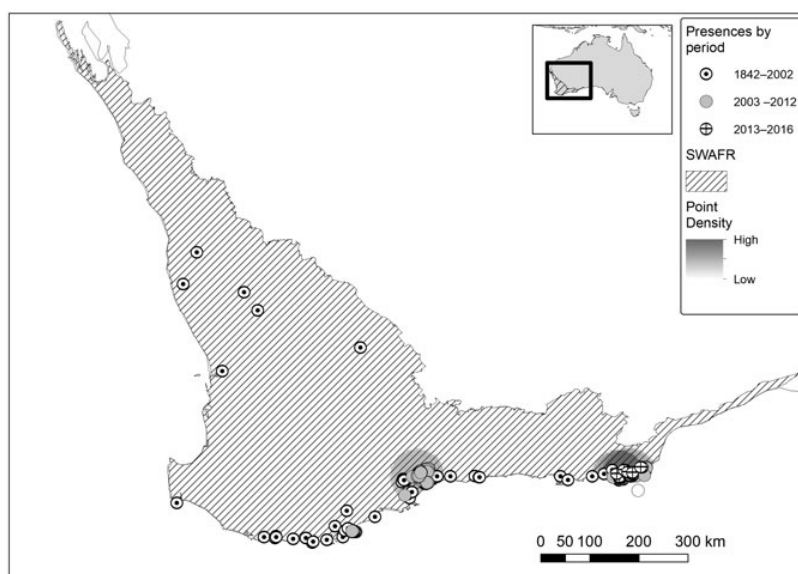 Presences by
period
1842–2002
2003 –2012
2013–2016
SWAFR
Point
Density
High
Low
0 50 100 200 300 km